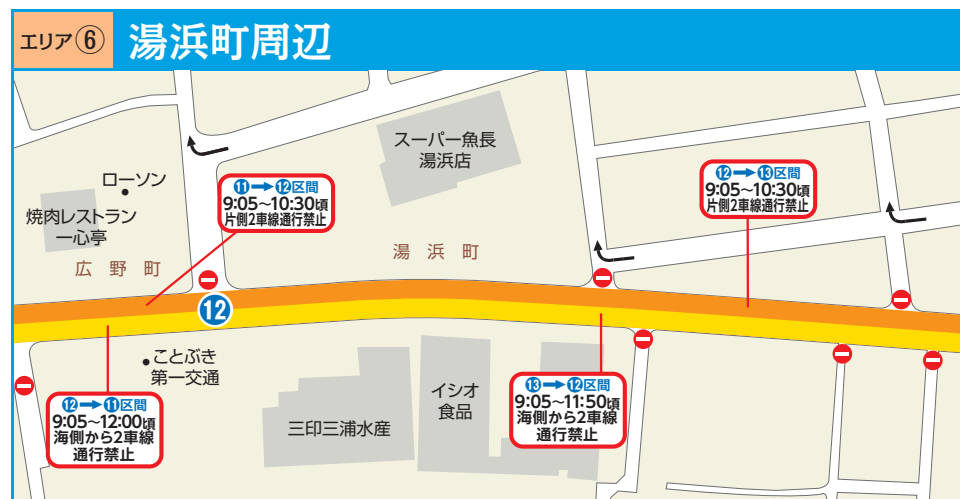 エリア⑥ 湯浜町周辺
スーパー魚長
湯浜店
ローソン
焼肉レストラン
一心亭
⑪→⑫区間
9:05~10:30頃
片側2車線通行禁止
⑫→⑬区間
9:05~10:30頃
片側2車線通行禁止
広野町
湯浜町
⑫
ことぶき
第一交通
⑫→⑪区間
9:05~12:00頃
海側から2車線
通行禁止
三印三浦水産
イシオ
食品
⑬→⑫区間
9:05~11:50頃
海側から2車線
通行禁止